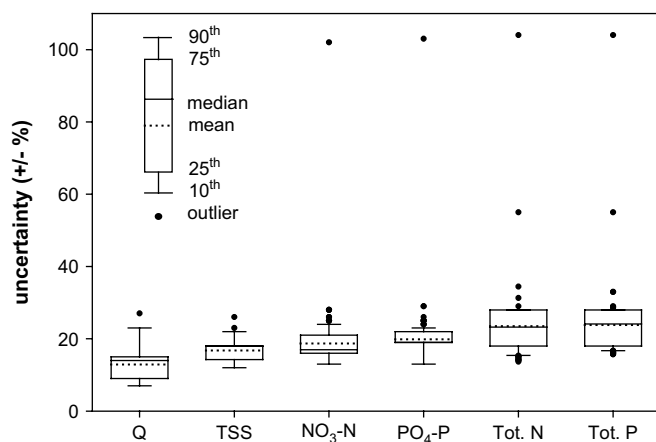 uncertainty (+/- %)
100
80
60
40
20
0
90th
75th
median
mean
25th
10th
outlier
Q TSS NO3-N PO4-P Tot. N Tot. P